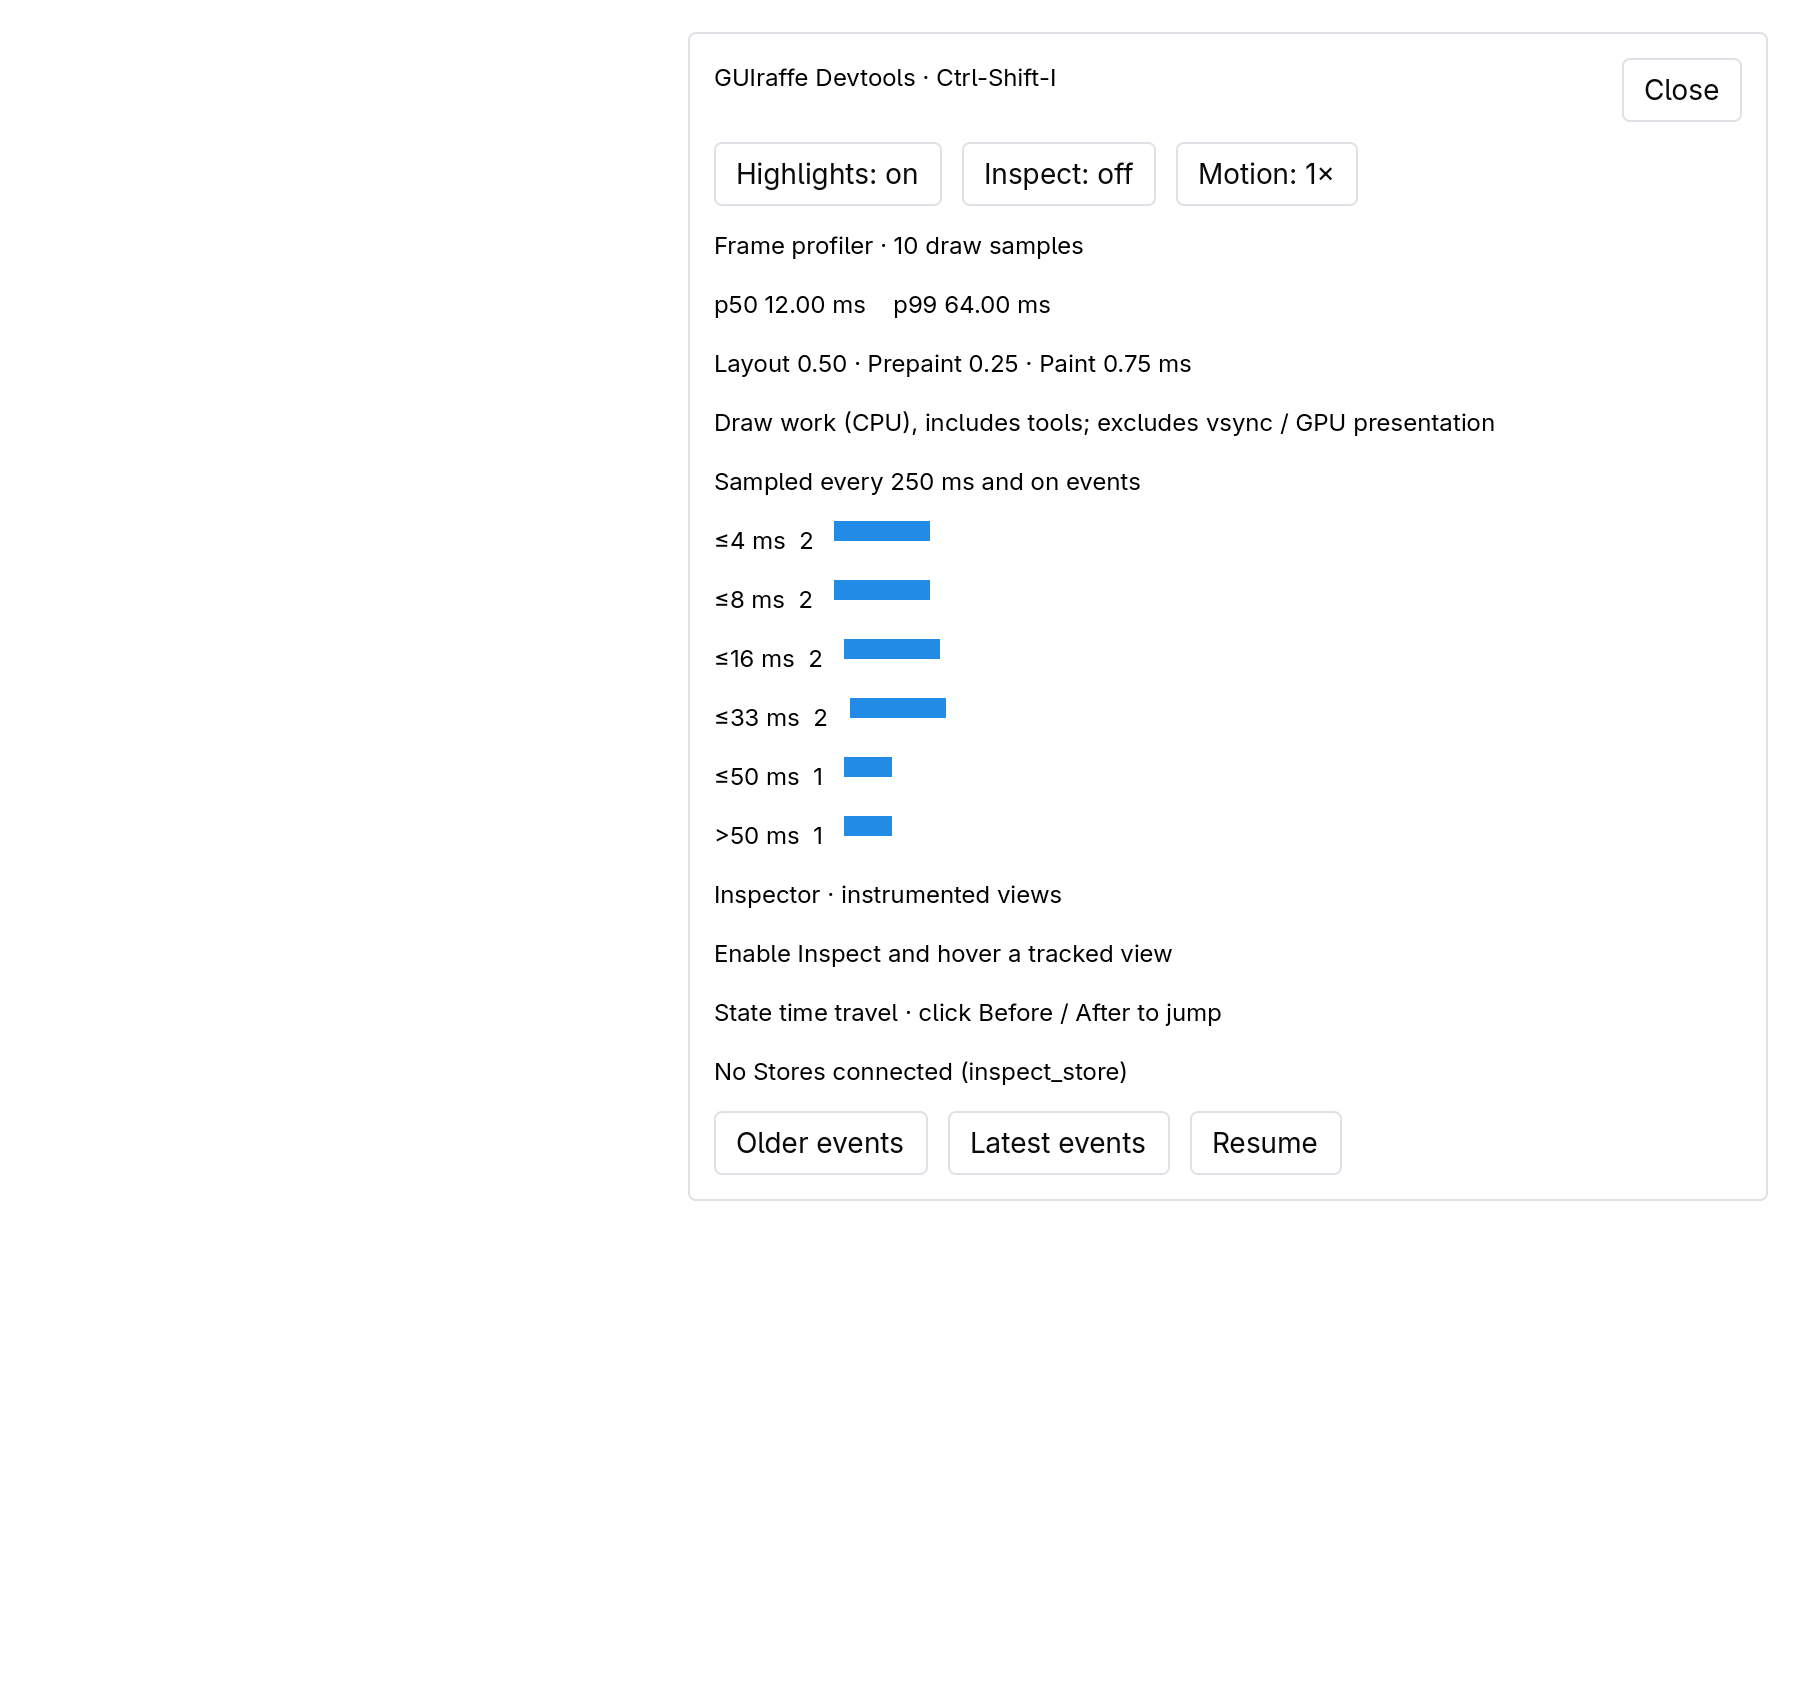 GUIraffe Devtools · Ctrl-Shift-I
Close
Highlights: on
Inspect: off
Motion: 1×
Frame profiler · 10 draw samples
p50 12.00 ms    p99 64.00 ms
Layout 0.50 · Prepaint 0.25 · Paint 0.75 ms
Draw work (CPU), includes tools; excludes vsync / GPU presentation
Sampled every 250 ms and on events
≤4 ms  2
≤8 ms  2
≤16 ms  2
≤33 ms  2
≤50 ms  1
>50 ms  1
Inspector · instrumented views
Enable Inspect and hover a tracked view
State time travel · click Before / After to jump
No Stores connected (inspect_store)
Older events
Latest events
Resume